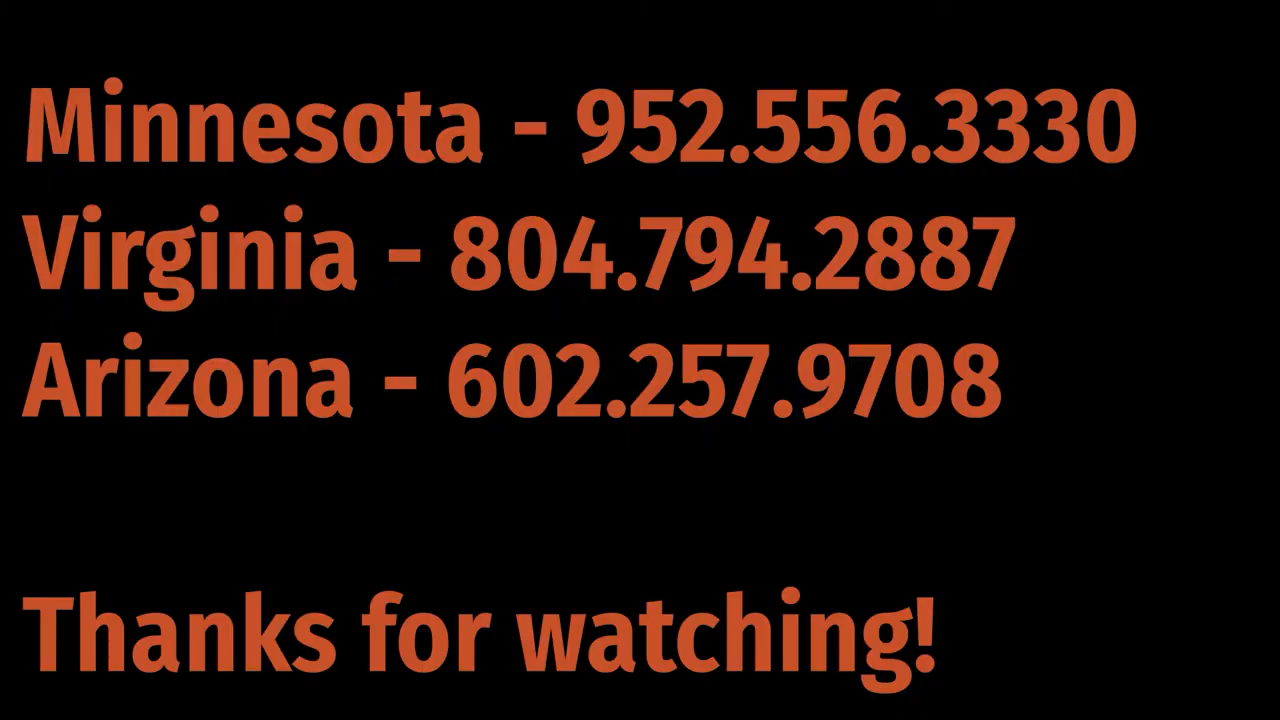 Minnesota - 952.556.3330
Virginia - 804.794.2887
Arizona - 602.257.9708
Thanks for watching!